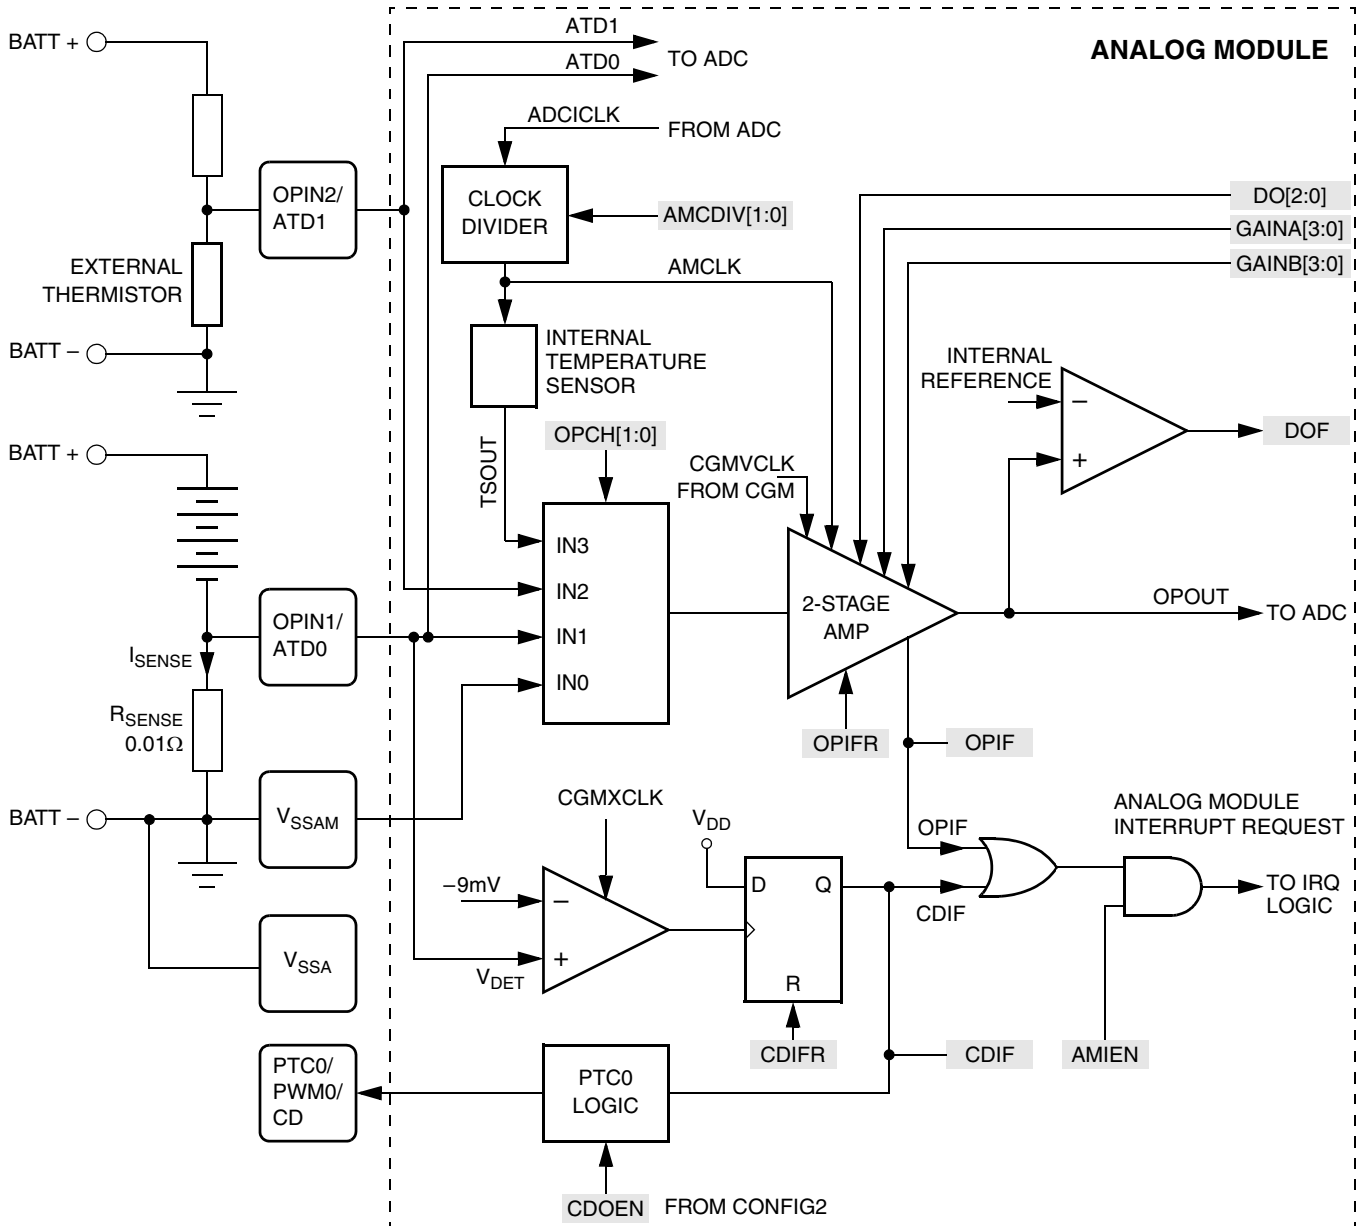 BATT +
ATD1
ATD0
TO ADC
ANALOG MODULE
ADCICLK
FROM ADC
OPIN2/
ATD1
CLOCK
DIVIDER
AMCDIV[1:0]
DO[2:0]
GAINA[3:0]
GAINB[3:0]
EXTERNAL
THERMISTOR
AMCLK
BATT –
INTERNAL
TEMPERATURE
SENSOR
INTERNAL
REFERENCE
–
+
DOF
OPCH[1:0]
BATT +
TSOUT
CGMVCLK
FROM CGM
IN3
IN2
IN1
IN0
2-STAGE
AMP
OPOUT
TO ADC
OPIN1/
ATD0
ISENSE
RSENSE
0.01Ω
OPIFR
OPIF
BATT –
VSSAM
CGMXCLK
VDD
OPIF
ANALOG MODULE
INTERRUPT REQUEST
–9mV
–
+
VDET
D
Q
R
CDIF
TO IRQ
LOGIC
VSSA
CDIFR
CDIF
AMIEN
PTC0/
PWM0/
CD
PTC0
LOGIC
CDOEN
FROM CONFIG2